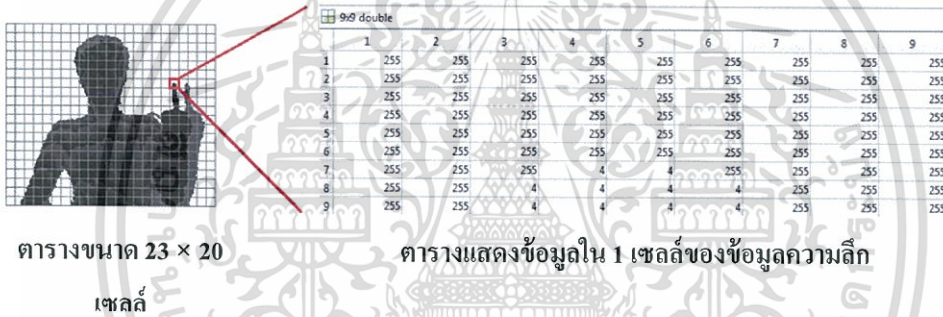 9x9 double
1 2 3 4 5 6 7 8 9
1 255 255 255 255 255 255 255 255 255
2 255 255 255 255 255 255 255 255 255
3 255 255 255 255 255 255 255 255 255
4 255 255 255 255 255 255 255 255 255
5 255 255 255 255 255 255 255 255 255
6 255 255 255 255 255 255 255 255 255
7 255 255 255 4 4 255 255 255 255
8 255 255 4 4 4 4 255 255 255
9 255 255 4 4 4 4 255 255 255
ตารางขนาด 23 × 20
เซลล์
ตารางแสดงข้อมูลใน 1 เซลล์ของข้อมูลความลึก